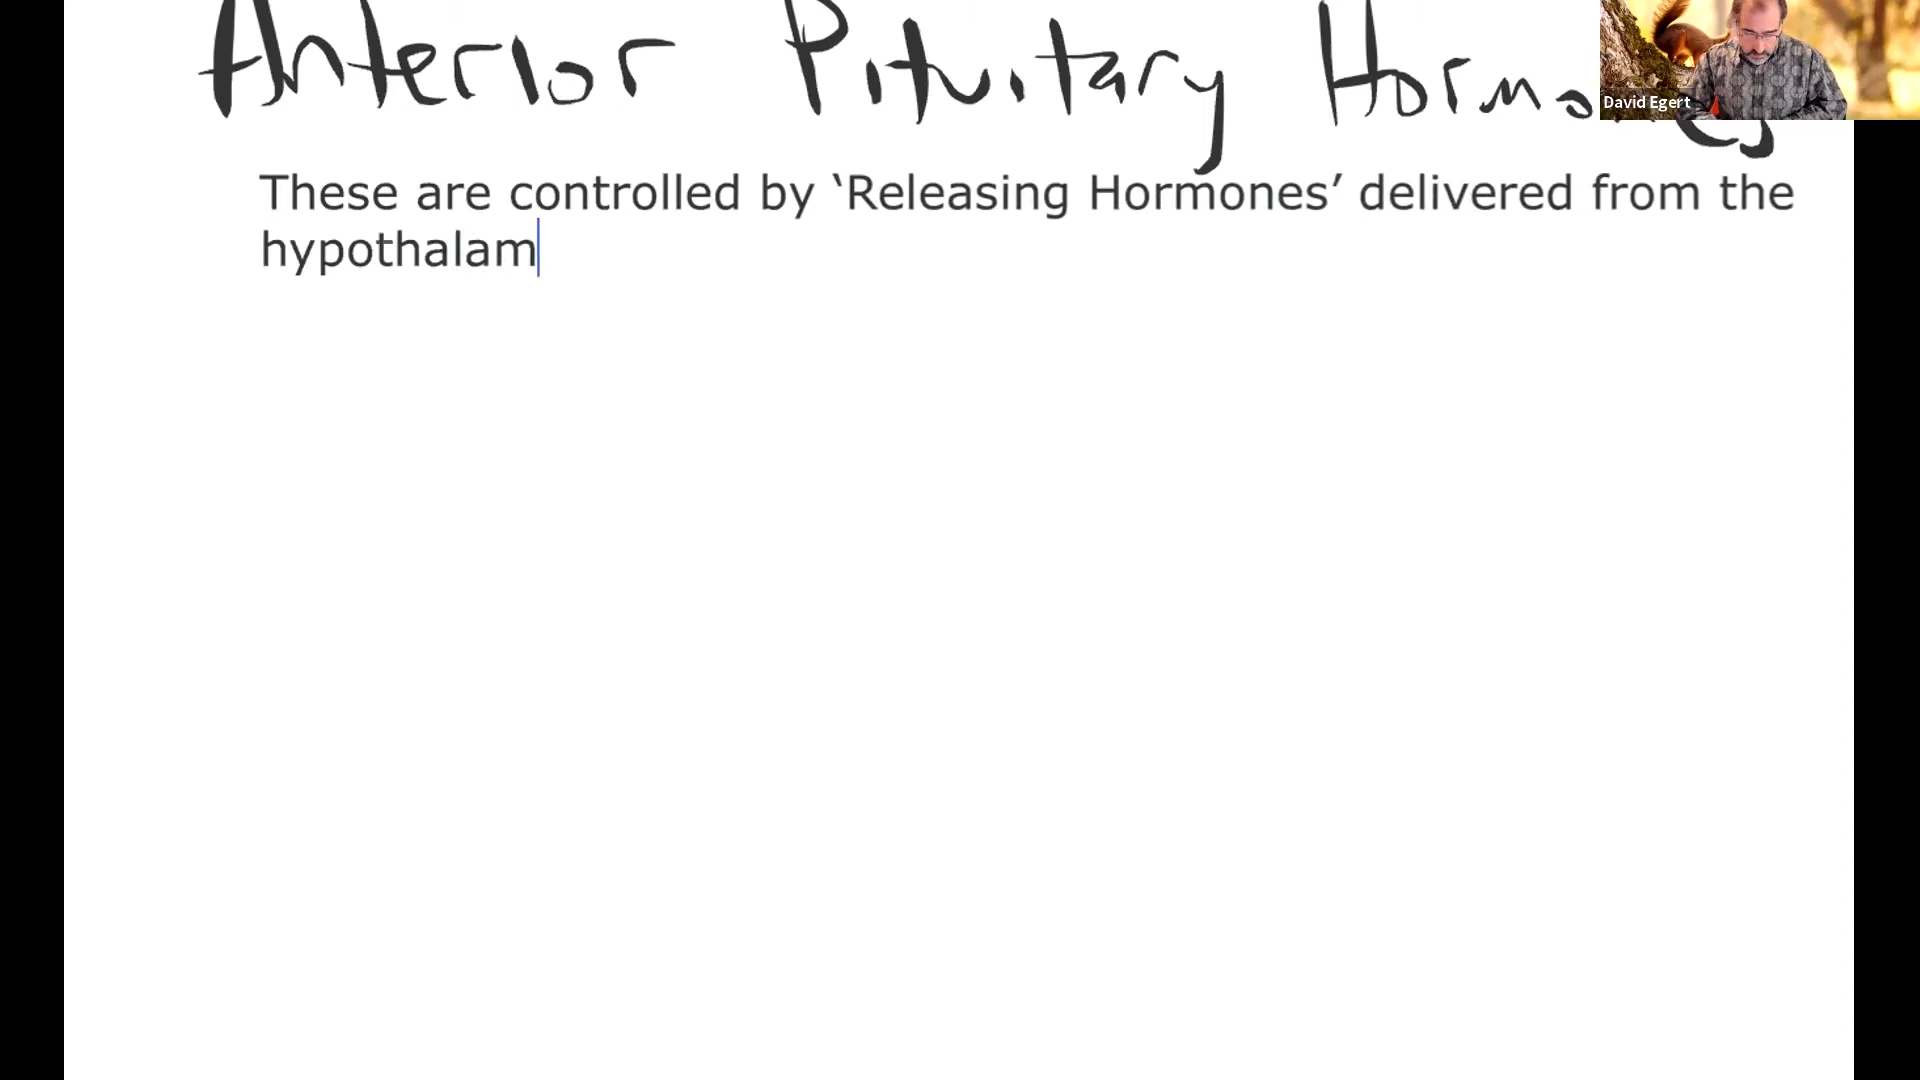 Anterior Pituitary Hormones
David Egert
These are controlled by ‘Releasing Hormones’ delivered from the
hypothalam